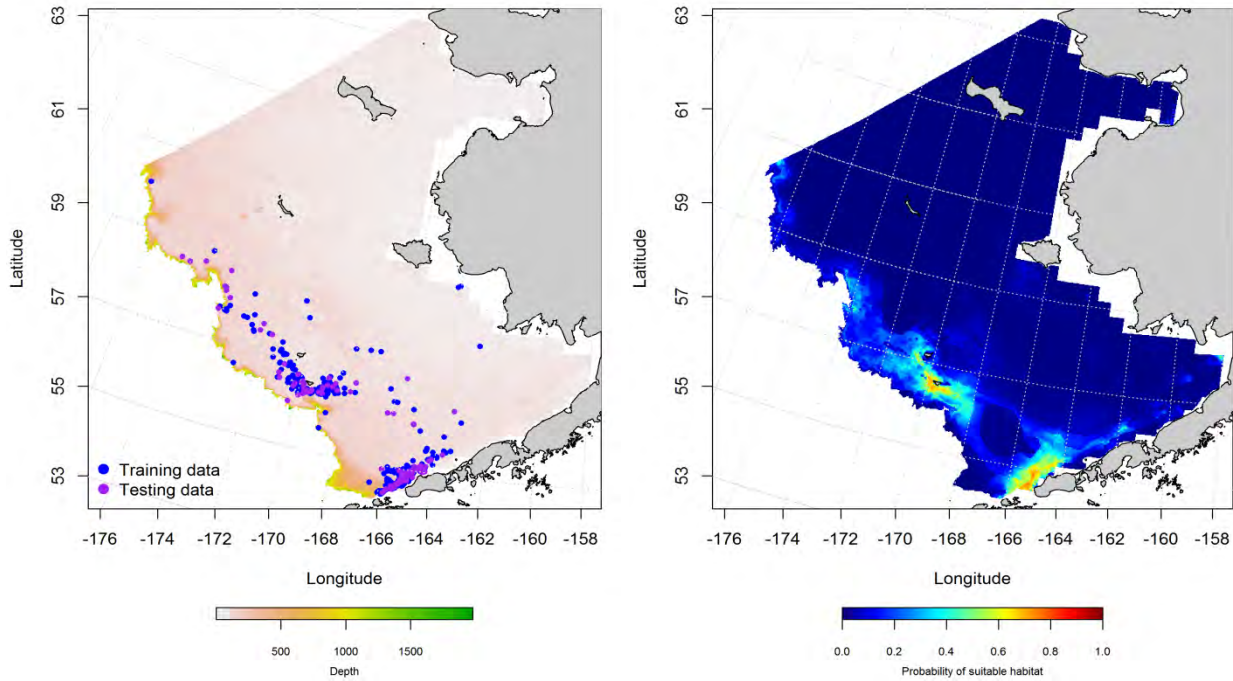 63
61
59
57
55
53
Latitude
Training data
Testing data
-176 -174 -172 -170 -168 -166 -164 -162 -160 -158
Longitude
500 1000 1500
Depth
63
61
59
57
55
53
Latitude
-176 -174 -172 -170 -168 -166 -164 -162 -160 -158
Longitude
0.0 0.2 0.4 0.6 0.8 1.0
Probability of suitable habitat